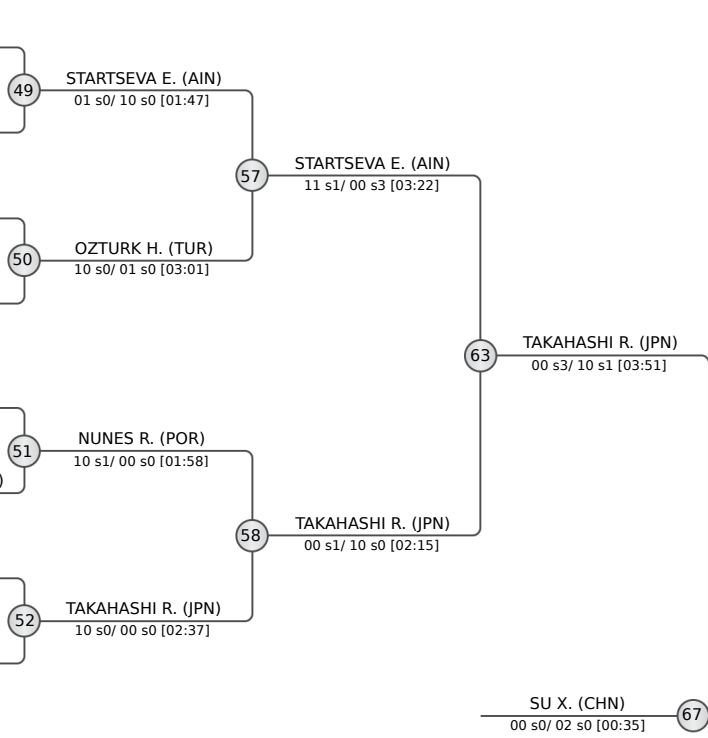 STARTSEVA E. (AIN)
49
01 s0/ 10 s0 [01:47]
STARTSEVA E. (AIN)
57
11 s1/ 00 s3 [03:22]
OZTURK H. (TUR)
50
10 s0/ 01 s0 [03:01]
TAKAHASHI R. (JPN)
63
00 s3/ 10 s1 [03:51]
NUNES R. (POR)
51
10 s1/ 00 s0 [01:58]
)
TAKAHASHI R. (JPN)
58
00 s1/ 10 s0 [02:15]
TAKAHASHI R. (JPN)
52
10 s0/ 00 s0 [02:37]
SU X. (CHN)
67
00 s0/ 02 s0 [00:35]